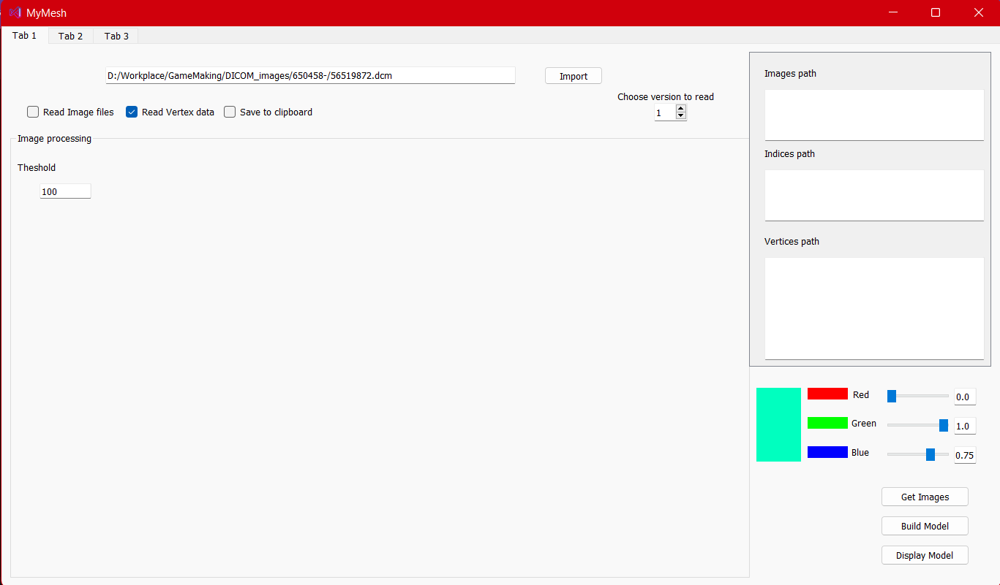 MyMesh
Tab 1 Tab 2 Tab 3
D:/Workplace/GameMaking/DICOM_images/650458-/56519872.dcm
Import
Choose version to read
1
Read Image files Read Vertex data Save to clipboard
Image processing
Theshold
100
Images path
Indices path
Vertices path
Red 0.0
Green 1.0
Blue 0.75
Get Images
Build Model
Display Model